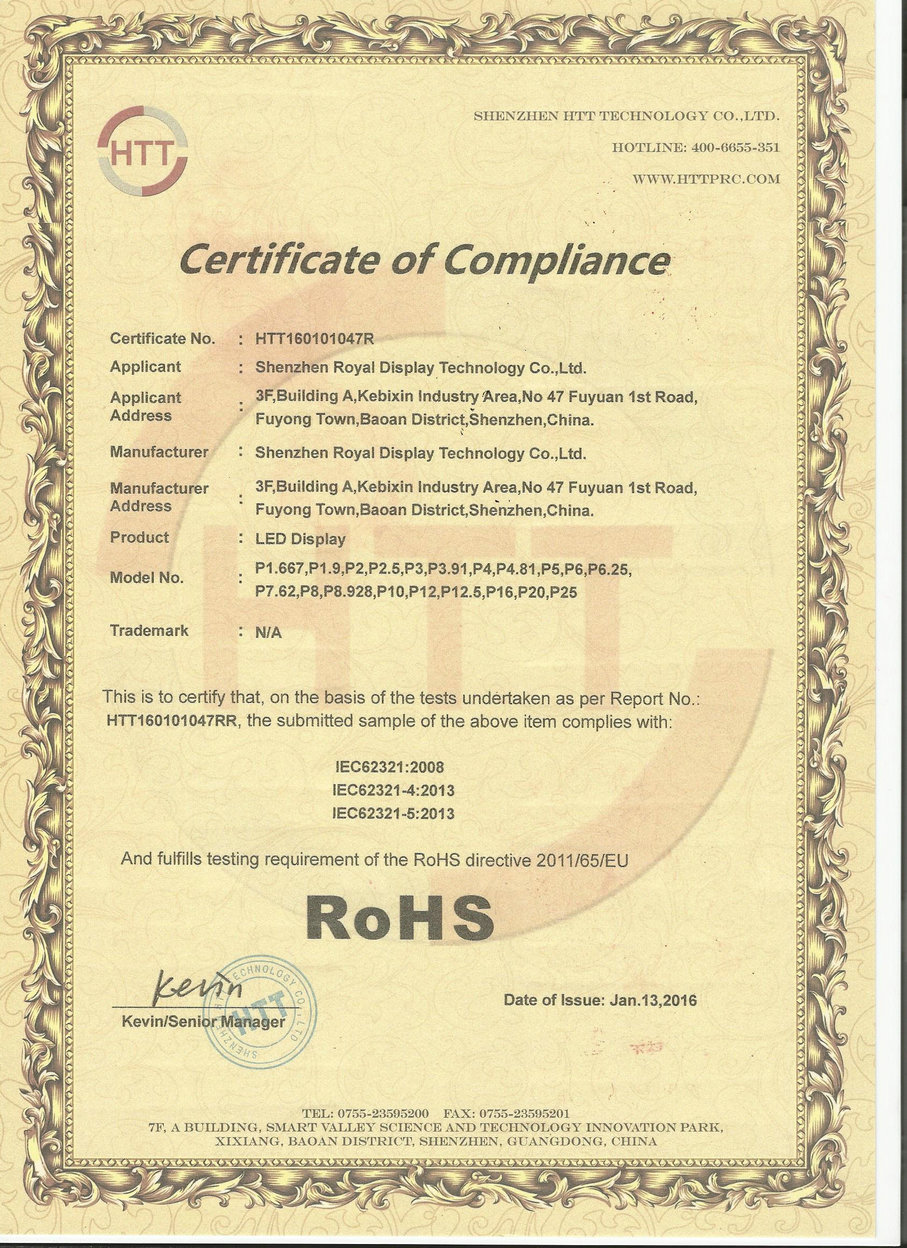 HTT
SHENZHEN HTT TECHNOLOGY CO.,LTD.
HOTLINE: 400-6655-351
WWW.HTTPRC.COM
Certificate of Compliance
Certificate No. : HTT160101047R
Applicant : Shenzhen Royal Display Technology Co.,Ltd.
Applicant Address : 3F,Building A,Kebixin Industry Area,No 47 Fuyuan 1st Road,
Fuyong Town,Baoan District,Shenzhen,China.
Manufacturer : Shenzhen Royal Display Technology Co.,Ltd.
Manufacturer Address : 3F,Building A,Kebixin Industry Area,No 47 Fuyuan 1st Road,
Fuyong Town,Baoan District,Shenzhen,China.
Product : LED Display
Model No. : P1.667,P1.9,P2,P2.5,P3,P3.91,P4,P4.81,P5,P6,P6.25,
P7.62,P8,P8.928,P10,P12,P12.5,P16,P20,P25
Trademark : N/A
HTT
This is to certify that, on the basis of the tests undertaken as per Report No.:
HTT160101047RR, the submitted sample of the above item complies with:
IEC62321:2008
IEC62321-4:2013
IEC62321-5:2013
And fulfills testing requirement of the RoHS directive 2011/65/EU
RoHS
Kevin
SHENZHEN HTT TECHNOLOGY CO., LTD
HTT
Kevin/Senior Manager
Date of Issue: Jan.13,2016
TEL: 0755-23595200 FAX: 0755-23595201
7F, A BUILDING, SMART VALLEY SCIENCE AND TECHNOLOGY INNOVATION PARK,
XIXIANG, BAOAN DISTRICT, SHENZHEN, GUANGDONG, CHINA